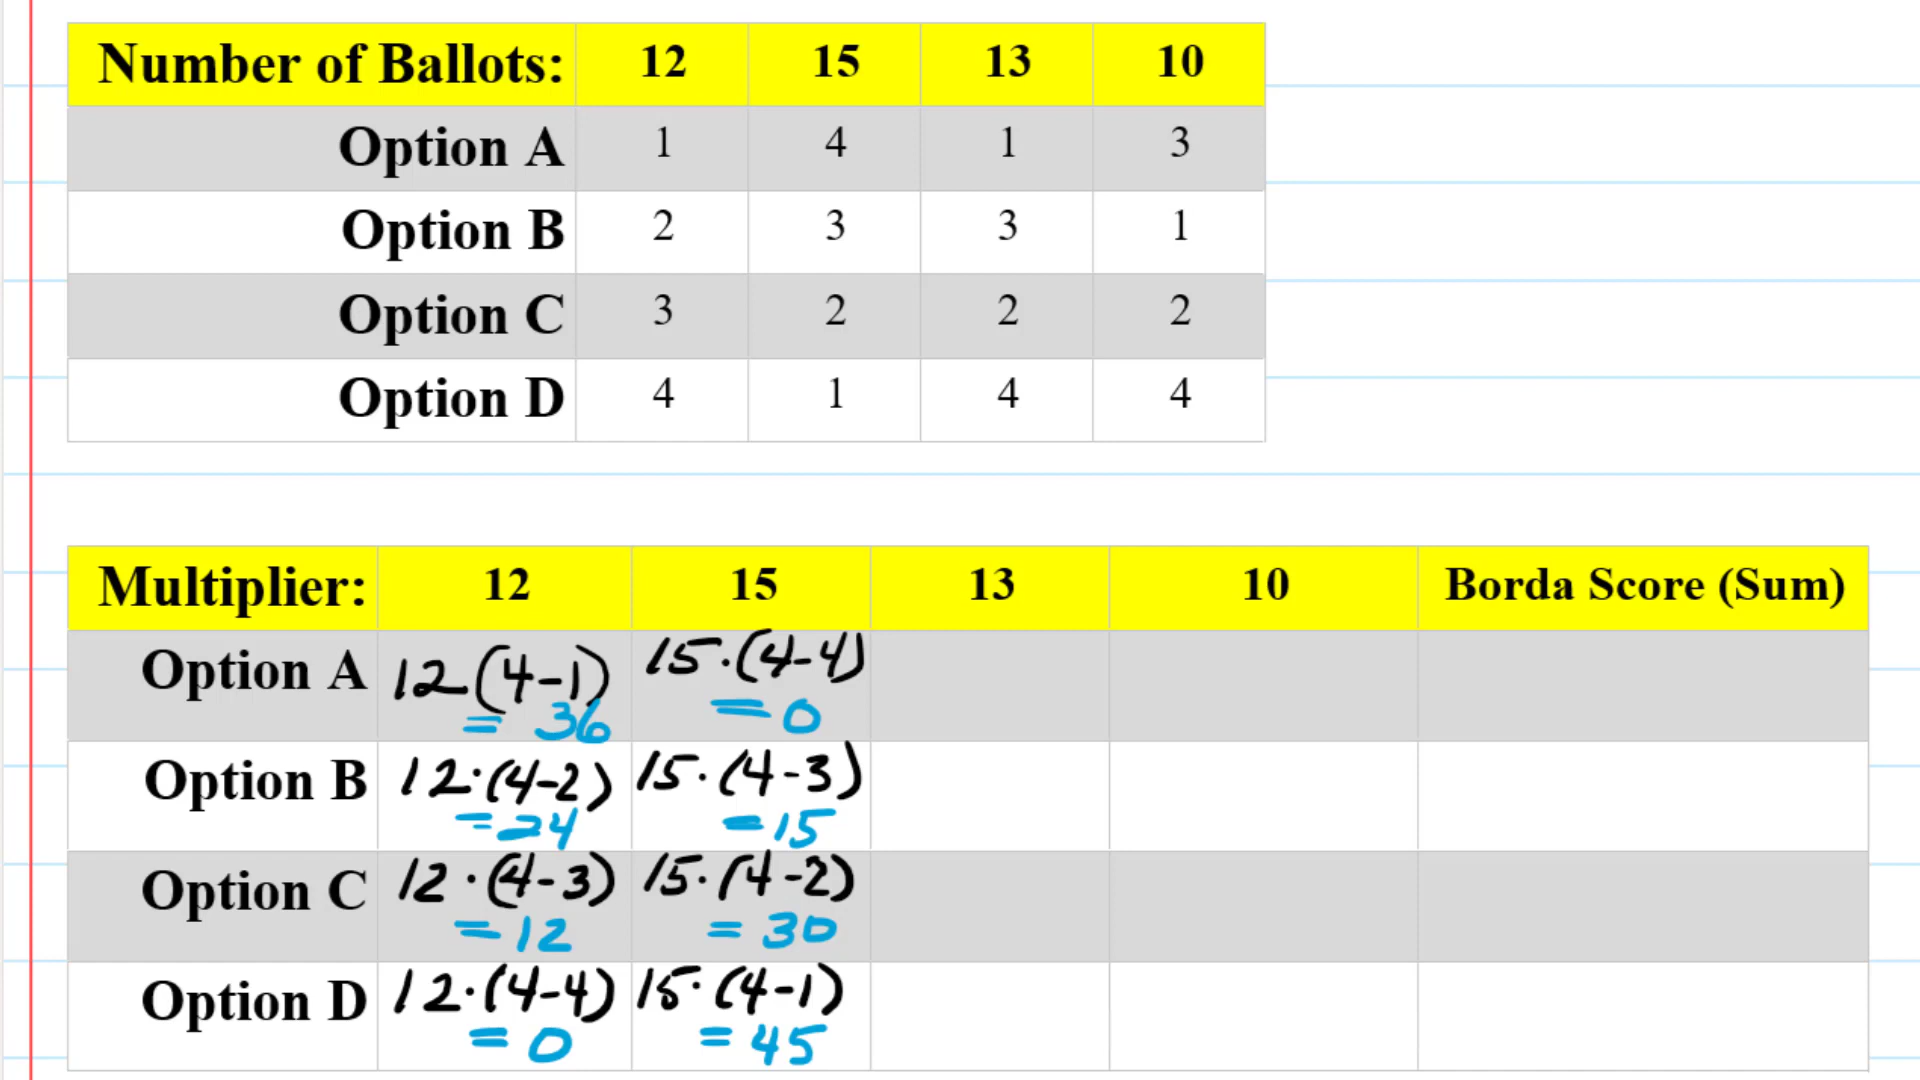 Number of Ballots: 12 15 13 10
Option A 1 4 1 3
Option B 2 3 3 1
Option C 3 2 2 2
Option D 4 1 4 4
Multiplier: 12 15 13 10 Borda Score (Sum)
Option A 12(4-1) 15·(4-4)
= 36 = 0
Option B 12·(4-2) 15·(4-3)
= 24 = 15
Option C 12·(4-3) 15·(4-2)
= 12 = 30
Option D 12·(4-4) 15·(4-1)
= 0 = 45